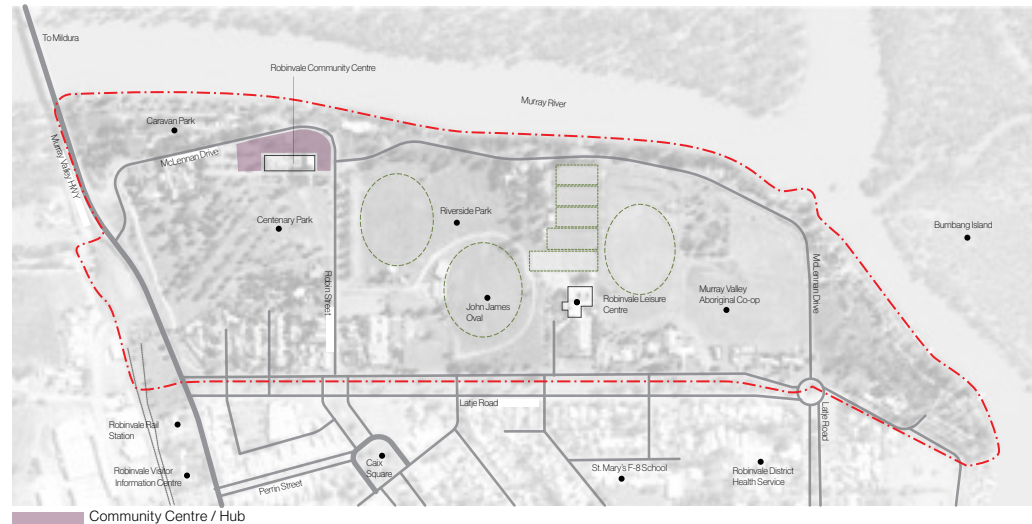 To Mildura
Robinvale Community Centre
Murray River
Caravan Park
McLennan Drive
Murray Valley HWY
Centenary Park
Riverside Park
Bumbang Island
Robin Street
McLennan Drive
John James
Oval
Robinvale Leisure
Centre
Murray Valley
Aboriginal Co-op
Latje Road
Latje Road
Robinvale Rail
Station
Robinvale Visitor
Information Centre
Caix
Square
Perrin Street
St. Mary's F-8 School
Robinvale District
Health Service
Community Centre / Hub